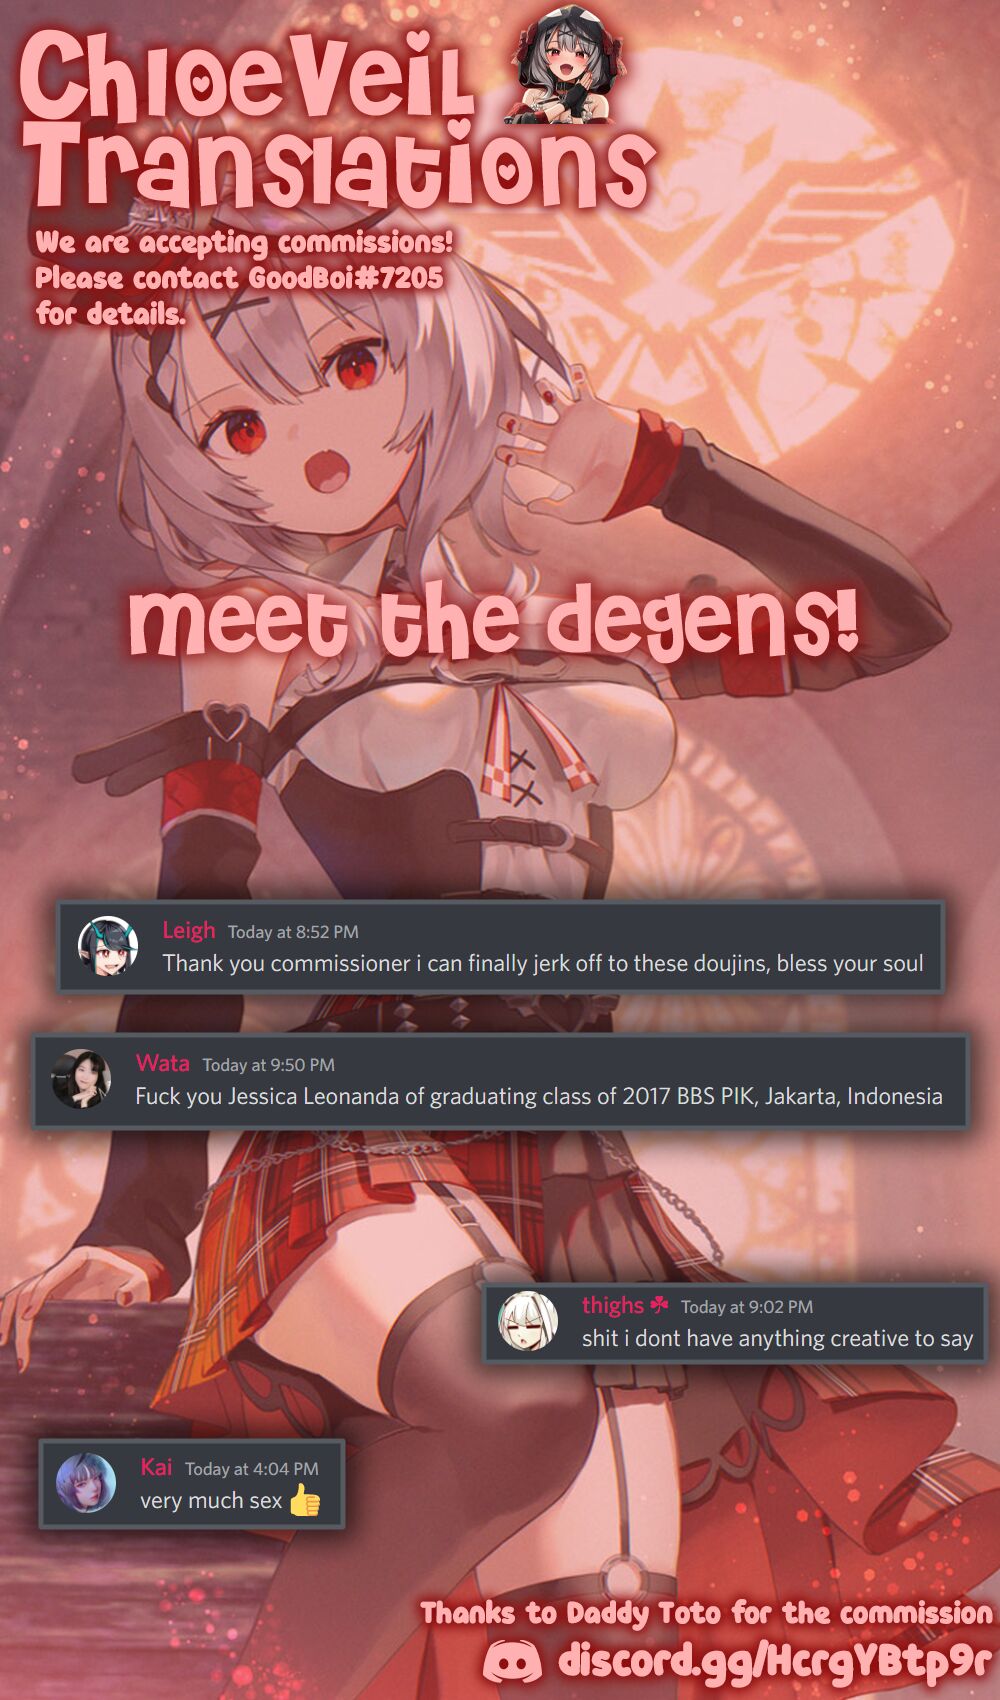 ChloeVeil
Translations
We are accepting commissions!
Please contact GoodBoi#7205
for details.
meet the degens!
Leigh Today at 8:52 PM
Thank you commissioner i can finally jerk off to these doujins, bless your soul
Wata Today at 9:50 PM
Fuck you Jessica Leonanda of graduating class of 2017 BBS PIK, Jakarta, Indonesia
thighs ☘ Today at 9:02 PM
shit i dont have anything creative to say
Kai Today at 4:04 PM
very much sex 👍
Thanks to Daddy Toto for the commission
discord.gg/HcrgYBtp9r